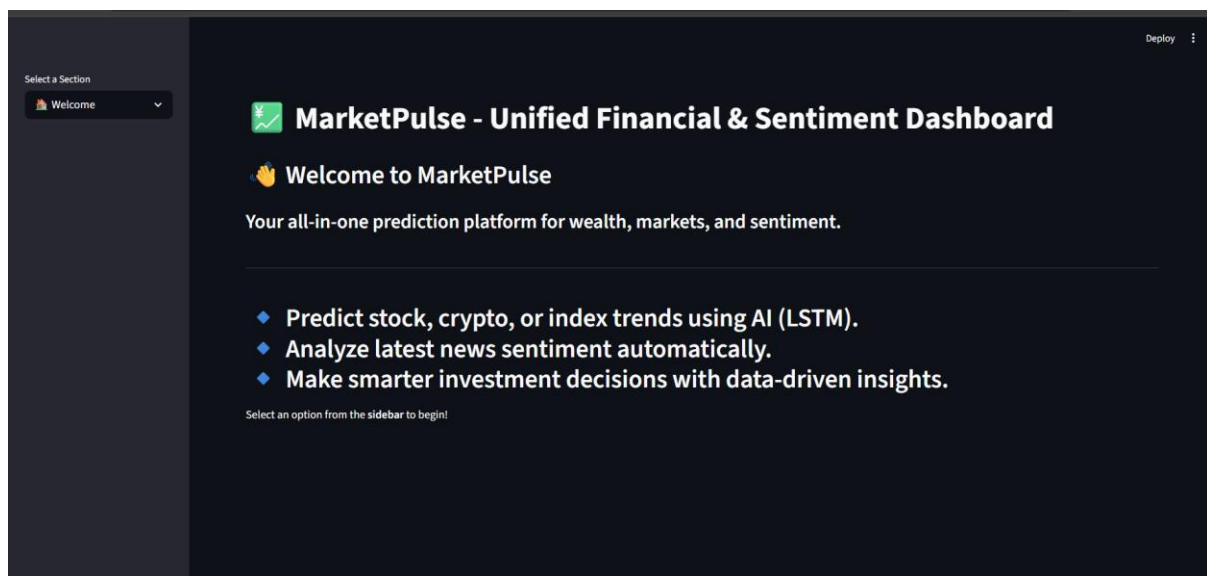 Deploy
Select a Section
Welcome
MarketPulse - Unified Financial & Sentiment Dashboard
Welcome to MarketPulse
Your all-in-one prediction platform for wealth, markets, and sentiment.
Predict stock, crypto, or index trends using AI (LSTM).
Analyze latest news sentiment automatically.
Make smarter investment decisions with data-driven insights.
Select an option from the sidebar to begin!